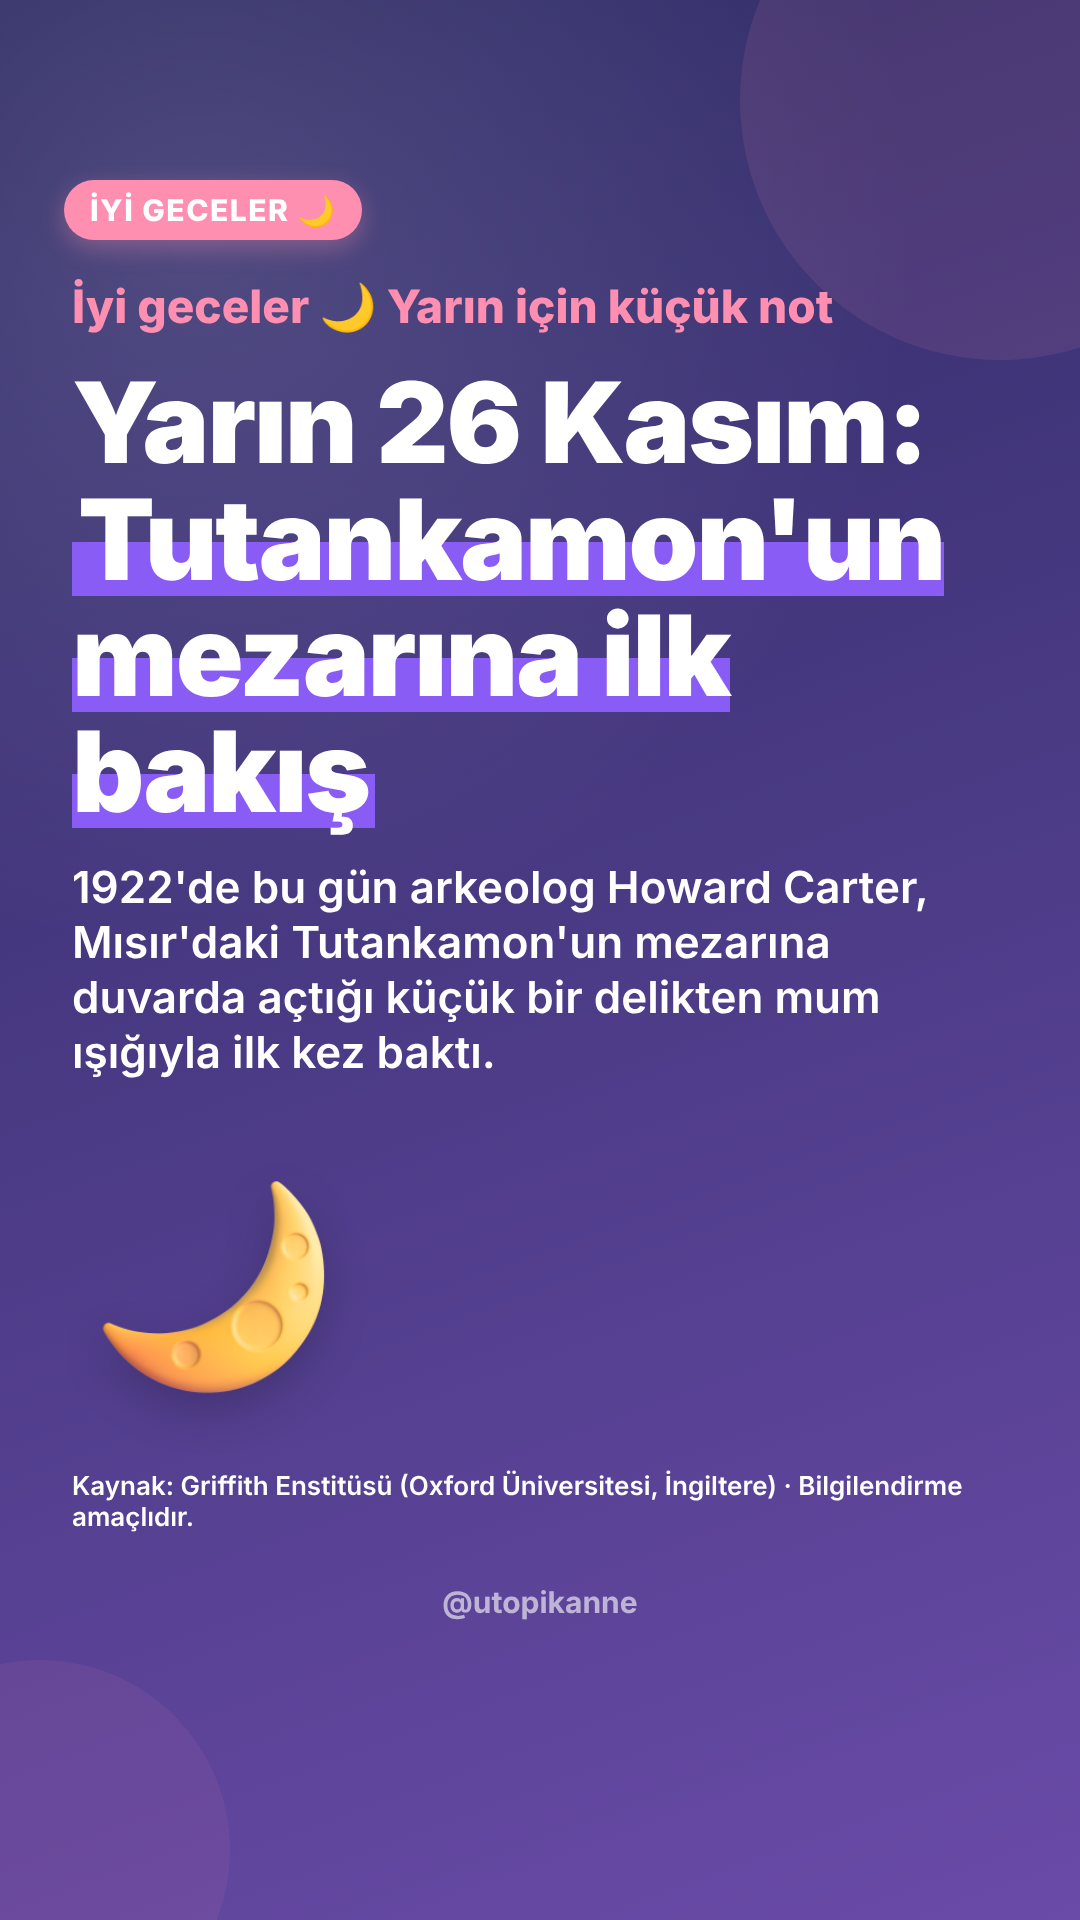 İYİ GECELER 🌙
İyi geceler 🌙 Yarın için küçük not
Yarın 26 Kasım:
Tutankamon'un
mezarına ilk
bakış
1922'de bu gün arkeolog Howard Carter,
Mısır'daki Tutankamon'un mezarına
duvarda açtığı küçük bir delikten mum
ışığıyla ilk kez baktı.
Kaynak: Griffith Enstitüsü (Oxford Üniversitesi, İngiltere) · Bilgilendirme
amaçlıdır.
@utopikanne